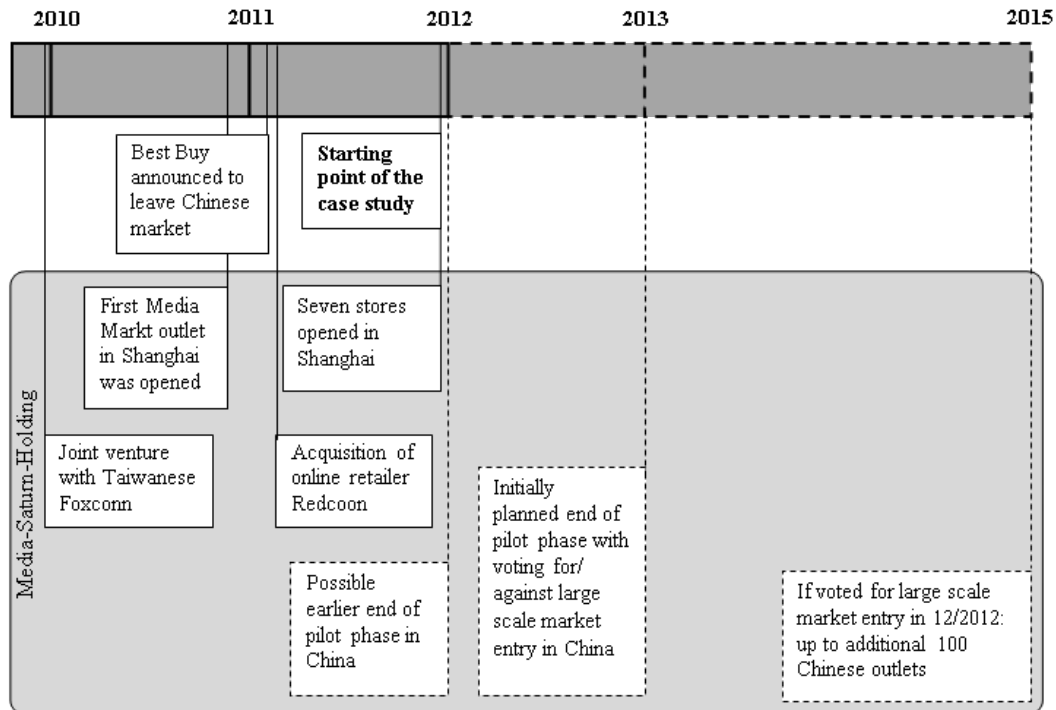 2010
2011
2012
2013
2015
Best Buy
announced to
leave Chinese
market
Starting
point of the
case study
Media-Saturn-Holding
First Media
Markt outlet
in Shanghai
was opened
Seven stores
opened in
Shanghai
Joint venture
with Taiwanese
Foxconn
Acquisition of
online retailer
Redcoon
Possible
earlier end of
pilot phase in
China
Initially
planned end of
pilot phase with
voting for/
against large
scale market
entry in China
If voted for large scale
market entry in 12/2012:
up to additional 100
Chinese outlets